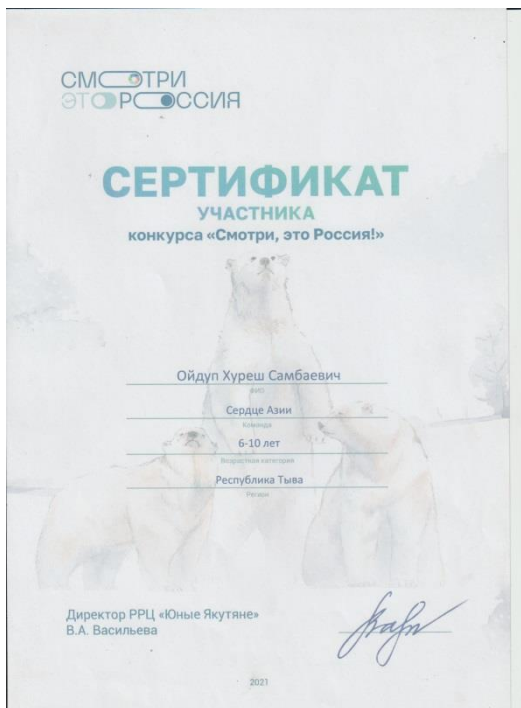 СМОТРИ
ЭТО РОССИЯ
СЕРТИФИКАТ
УЧАСТНИКА
конкурса «Смотри, это Россия!»
Ойдуп Хуреш Самбаевич
ФИО
Сердце Азии
Команда
6-10 лет
Возрастная категория
Республика Тыва
Регион
Директор РРЦ «Юные Якутяне»
В.А. Васильева
2021